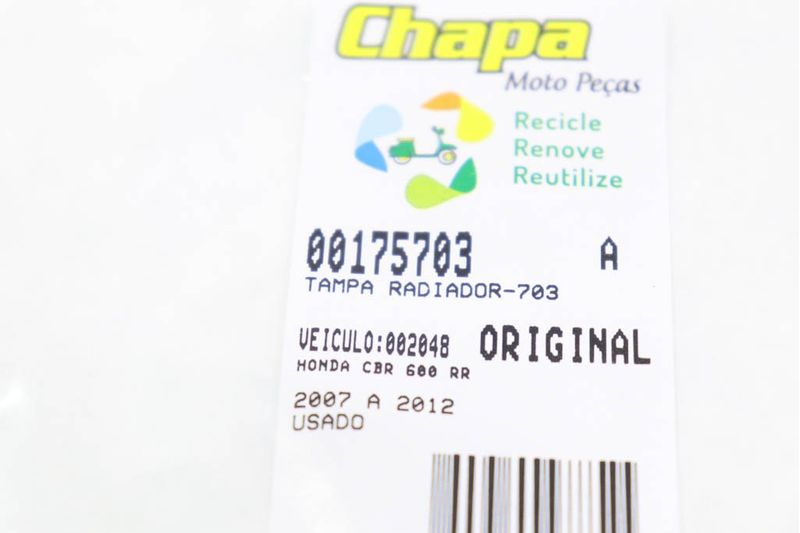 Chapa
Moto Peças
Recicle
Renove
Reutilize
00175703 A
TAMPA RADIADOR-703
VEICULO:002048 ORIGINAL
HONDA CBR 600 RR
2007 A 2012
USADO